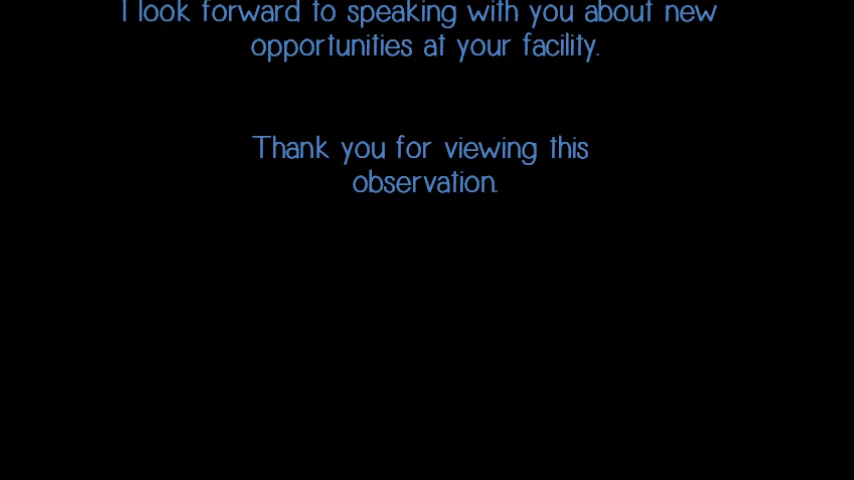 I look forward to speaking with you about new
opportunities at your facility.
Thank you for viewing this
observation.